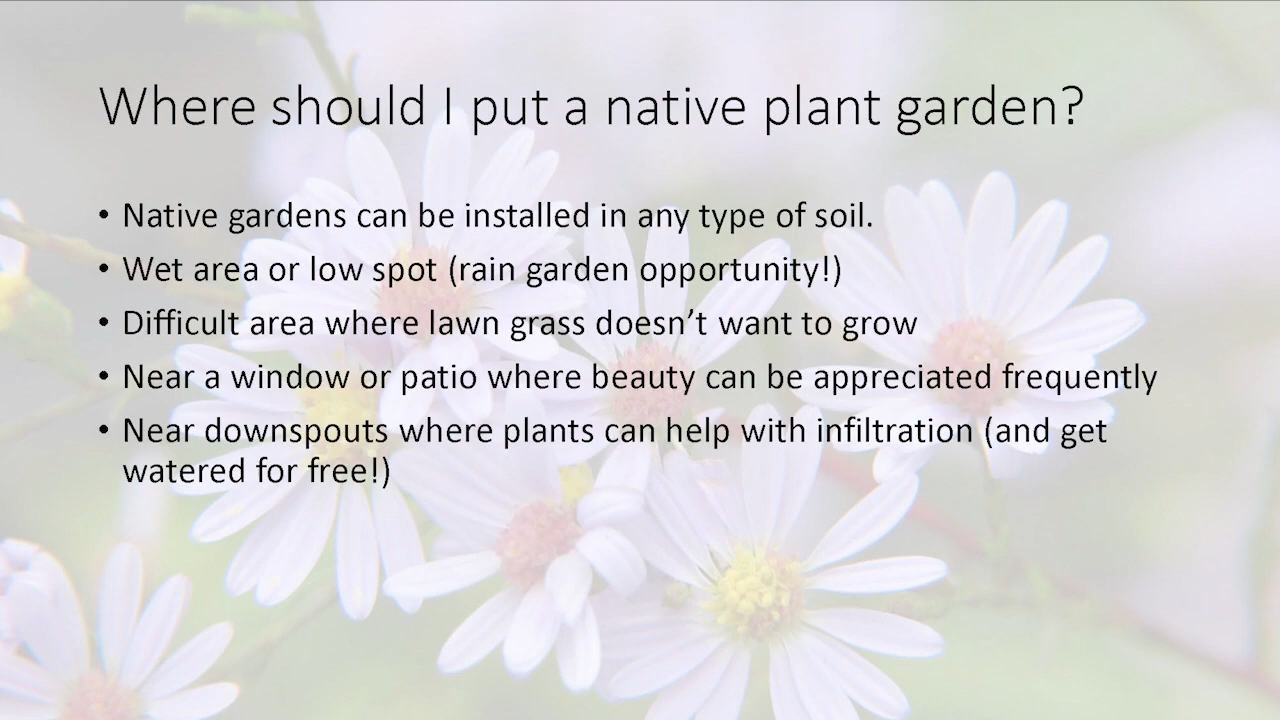 Where should I put a native plant garden?
• Native gardens can be installed in any type of soil.
• Wet area or low spot (rain garden opportunity!)
• Difficult area where lawn grass doesn’t want to grow
• Near a window or patio where beauty can be appreciated frequently
• Near downspouts where plants can help with infiltration (and get
watered for free!)